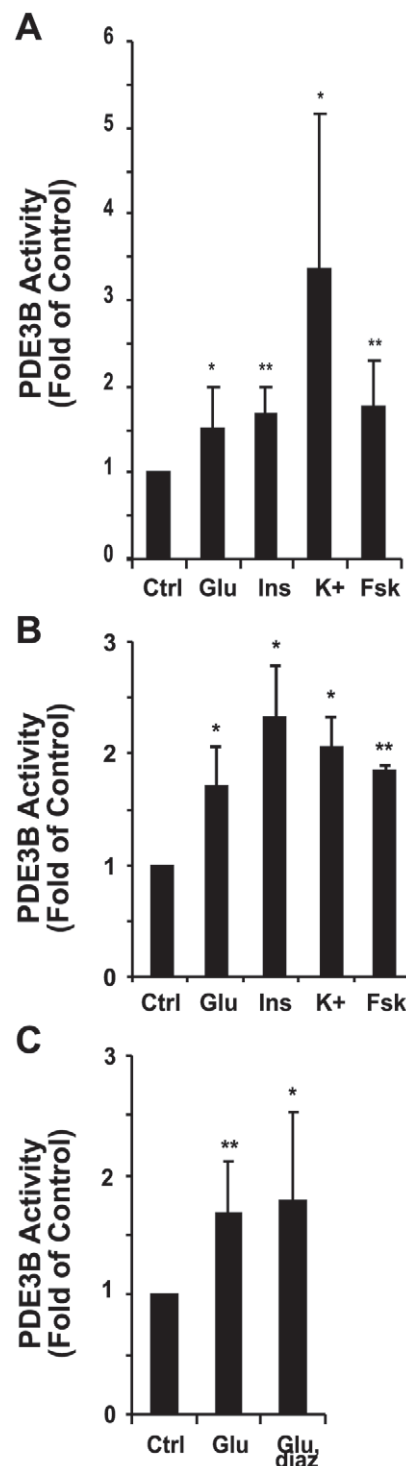 A
PDE3B Activity
(Fold of Control)
6
5
4
3
2
1
0
*
**
*
**
Ctrl Glu Ins K+ Fsk
B
PDE3B Activity
(Fold of Control)
3
2
1
0
*
*
*
**
Ctrl Glu Ins K+ Fsk
C
PDE3B Activity
(Fold of Control)
3
2
1
0
**
*
Ctrl Glu Glu,
diaz